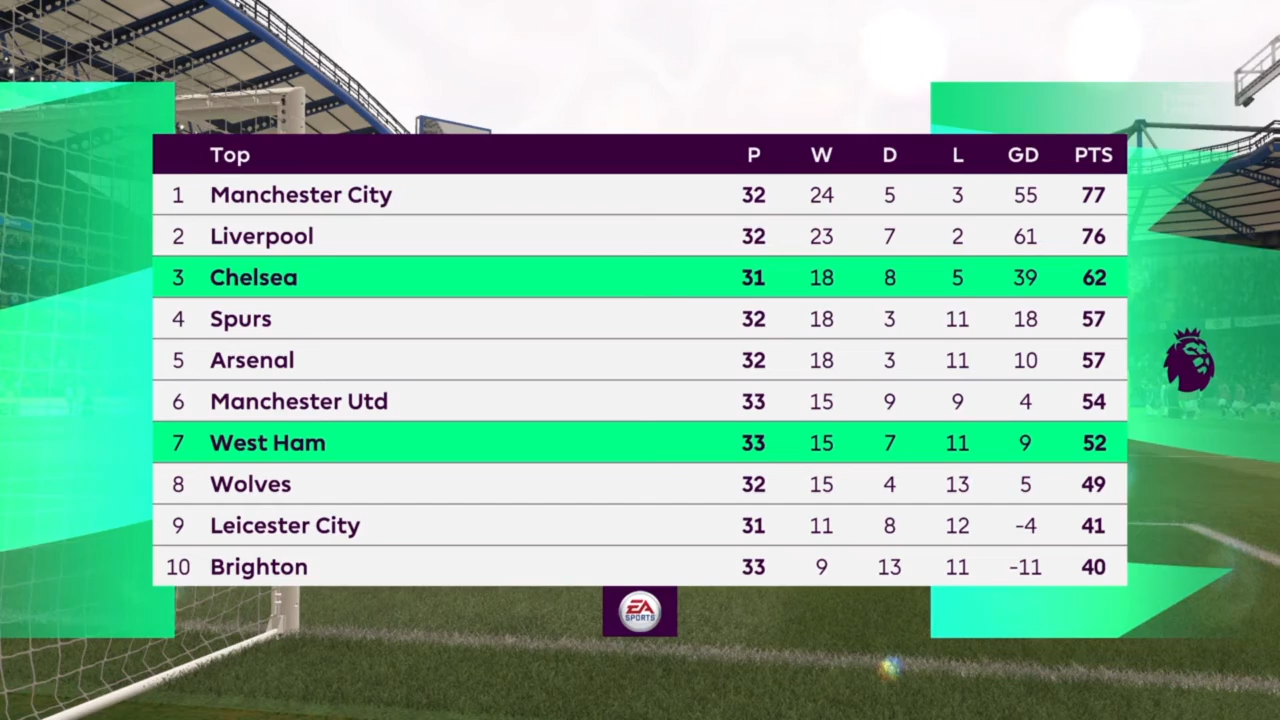 Top P W D L GD PTS
1 Manchester City 32 24 5 3 55 77
2 Liverpool 32 23 7 2 61 76
3 Chelsea 31 18 8 5 39 62
4 Spurs 32 18 3 11 18 57
5 Arsenal 32 18 3 11 10 57
6 Manchester Utd 33 15 9 9 4 54
7 West Ham 33 15 7 11 9 52
8 Wolves 32 15 4 13 5 49
9 Leicester City 31 11 8 12 -4 41
10 Brighton 33 9 13 11 -11 40
EA
SPORTS